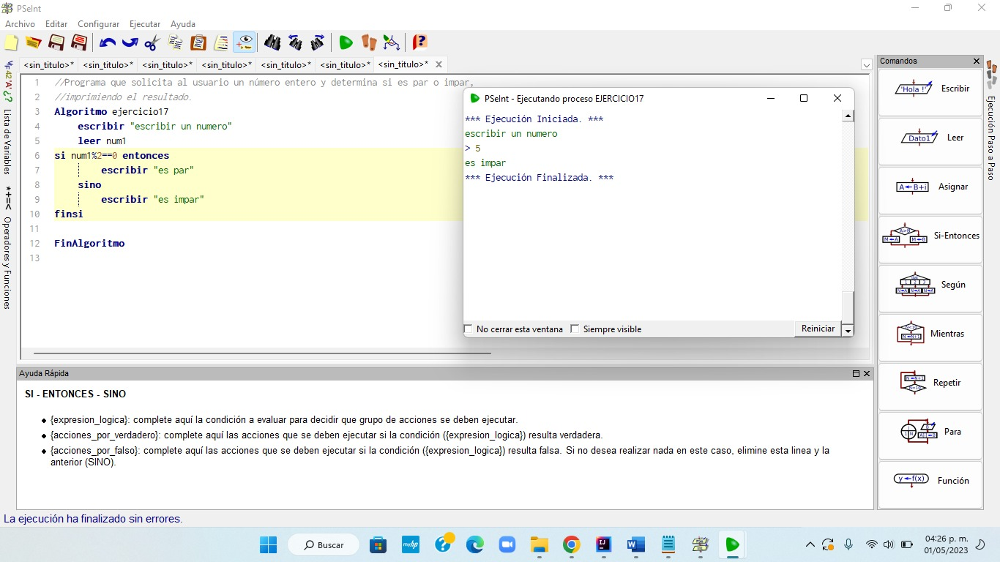 PSeInt
Archivo Editar Configurar Ejecutar Ayuda
<sin_titulo>* <sin_titulo>* <sin_titulo>* <sin_titulo>* <sin_titulo>* <sin_titulo>* <sin_titulo>*
42 'A' ¿? Lista de Variables
*+=< Operadores y Funciones
1 //Programa que solicita al usuario un número entero y determina si es par o impar,
2 //imprimiendo el resultado.
3 Algoritmo ejercicio17
4 escribir "escribir un numero"
5 leer num1
6 si num1%2==0 entonces
7 escribir "es par"
8 sino
9 escribir "es impar"
10 finsi
11
12 FinAlgoritmo
13
PSeInt - Ejecutando proceso EJERCICIO17
*** Ejecución Iniciada. ***
escribir un numero
> 5
es impar
*** Ejecución Finalizada. ***
No cerrar esta ventana Siempre visible Reiniciar
Comandos
'Hola !' Escribir
Dato1 Leer
A←B+i Asignar
A>B Si-Entonces
Según
Mientras
Repetir
Para
y←f(x) Función
Ejecución Paso a Paso
Ayuda Rápida
SI - ENTONCES - SINO
{expresion_logica}: complete aquí la condición a evaluar para decidir que grupo de acciones se deben ejecutar.
{acciones_por_verdadero}: complete aquí las acciones que se deben ejecutar si la condición ({expresion_logica}) resulta verdadera.
{acciones_por_falso}: complete aquí las acciones que se deben ejecutar si la condición ({expresion_logica}) resulta falsa. Si no desea realizar nada en este caso, elimine esta linea y la
anterior (SINO).
La ejecución ha finalizado sin errores.
Buscar
myhp
04:26 p. m.
01/05/2023